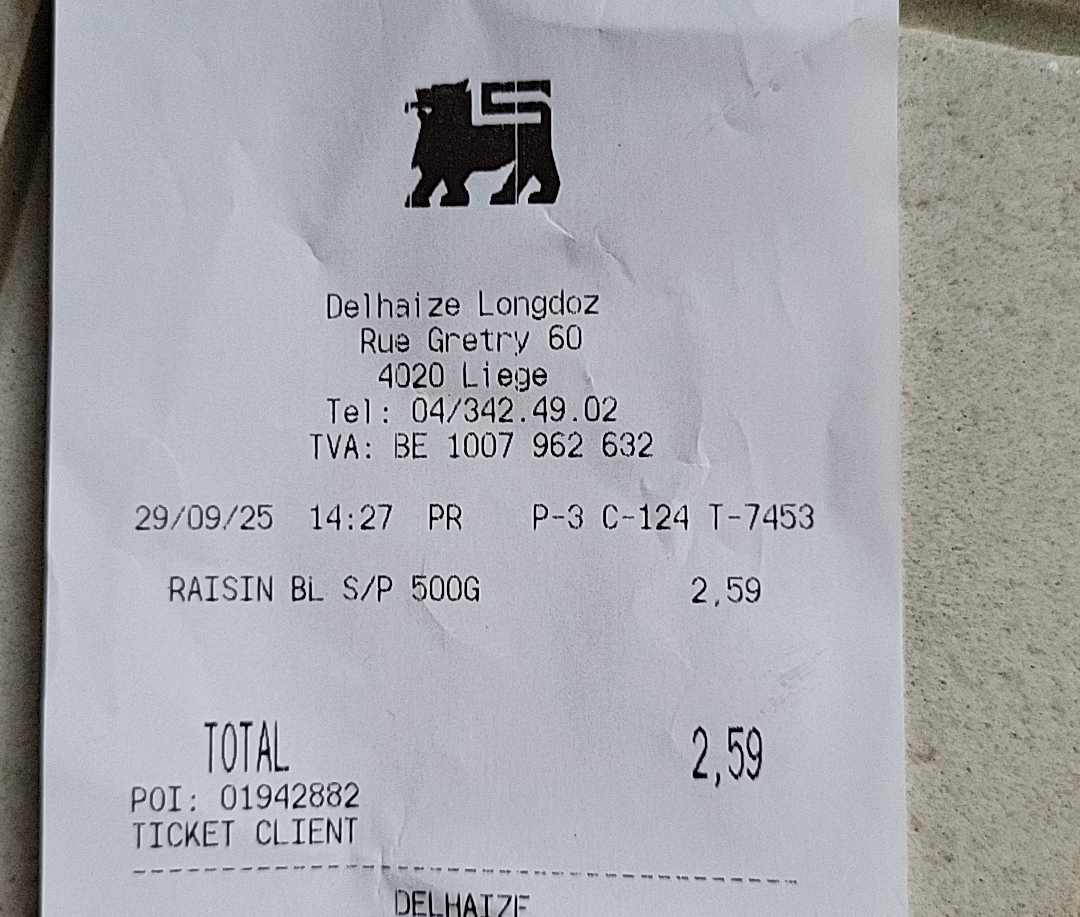 Delhaize Longdoz
Rue Gretry 60
4020 Liege
Tel: 04/342.49.02
TVA: BE 1007 962 632
29/09/25 14:27 PR P-3 C-124 T-7453
RAISIN BL S/P 500G 2,59
TOTAL 2,59
POI: 01942882
TICKET CLIENT
DELHAIZE